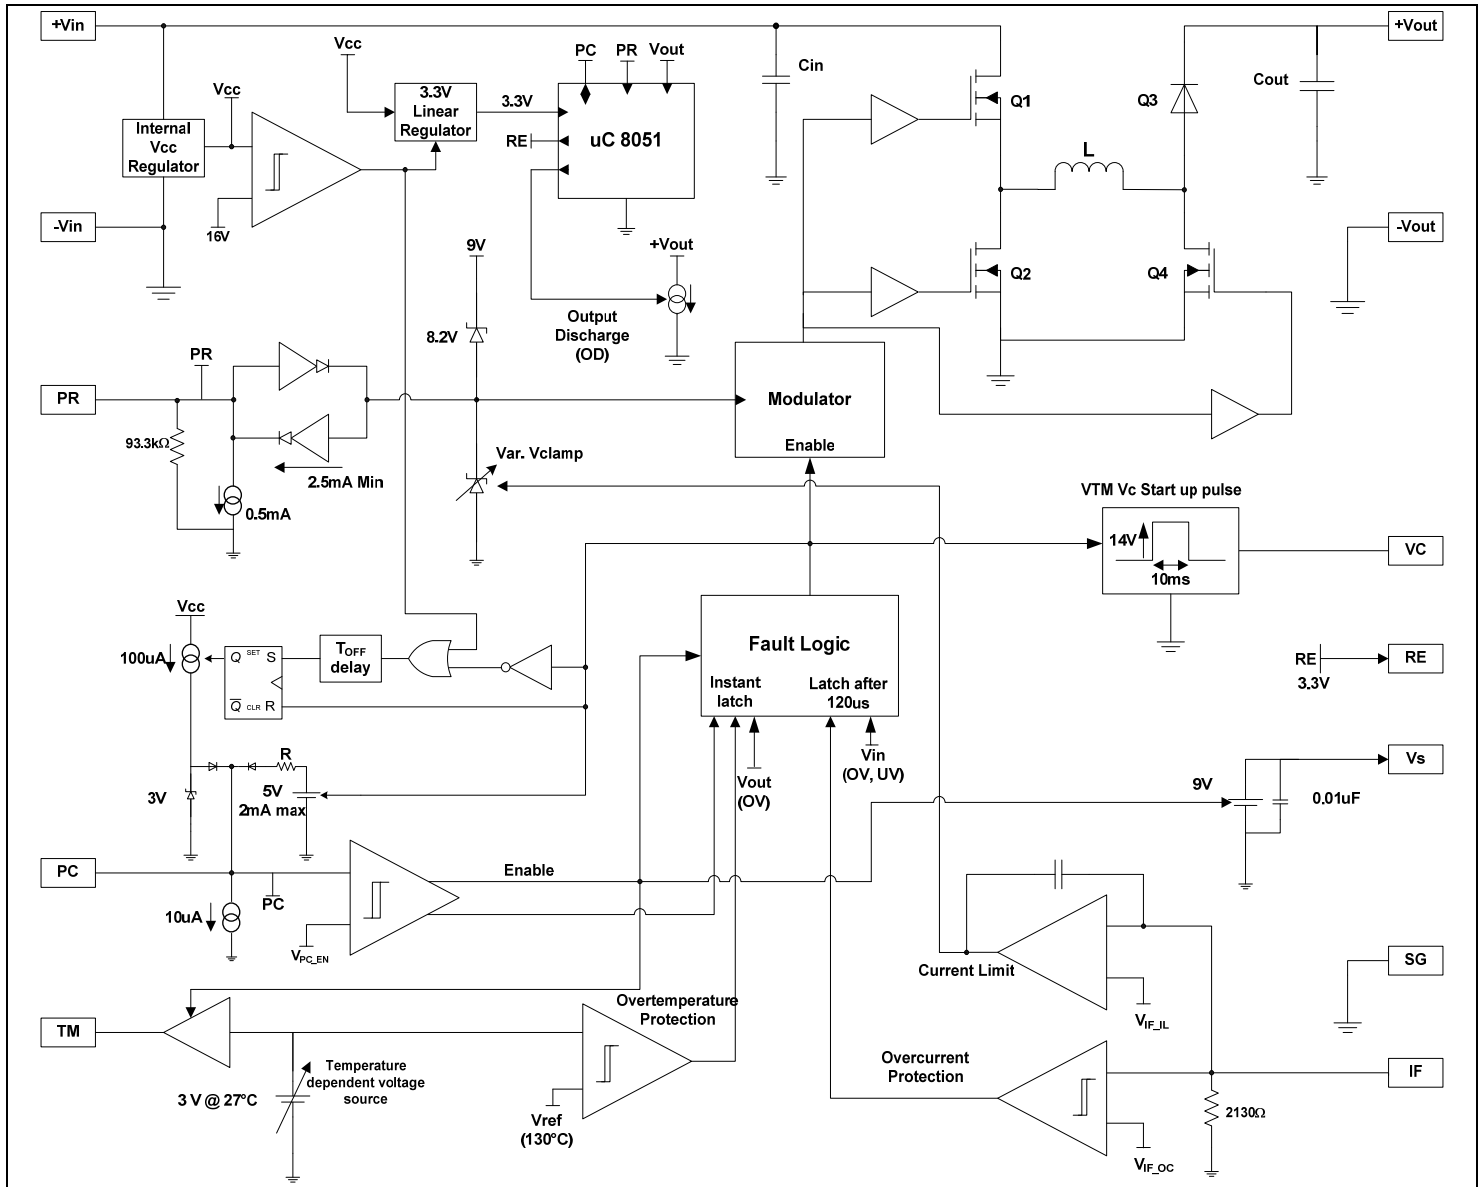 +Vin
Vcc
PC PR Vout
+Vout
Cin
Cout
Vcc
3.3V
Linear
Regulator
3.3V
RE
uC 8051
Q1
Q3
Internal
Vcc
Regulator
L
16V
-Vin
-Vout
9V
+Vout
Q2
Q4
Output
Discharge
(OD)
8.2V
PR
PR
Modulator
Enable
93.3kΩ
2.5mA Min
0.5mA
Var. Vclamp
VTM Vc Start up pulse
14V
10ms
VC
Vcc
100uA
Q SET S
Q CLR R
TOFF
delay
Fault Logic
Instant
latch
Latch after
120us
RE
3.3V
RE
Vout
(OV)
Vin
(OV, UV)
R
5V
2mA max
3V
9V
0.01uF
Vs
PC
PC
10uA
VPC_EN
Enable
Current Limit
VIF_IL
SG
TM
Overtemperature
Protection
Temperature
dependent voltage
source
3 V @ 27°C
Vref
(130°C)
Overcurrent
Protection
VIF_OC
2130Ω
IF